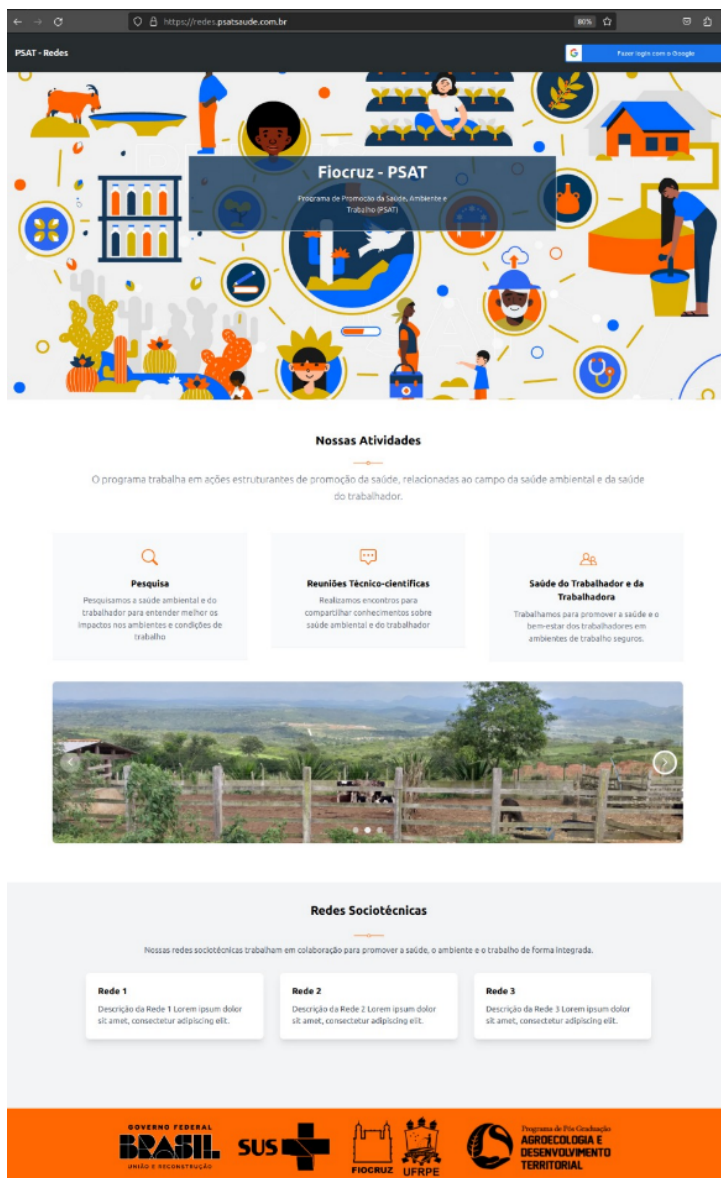 https://redes.psatsaude.com.br
80%
PSAT - Redes
G
Fazer login com o Google
Fiocruz - PSAT
Programa de Promoção da Saúde, Ambiente e
Trabalho (PSAT)
Nossas Atividades
O programa trabalha em ações estruturantes de promoção da saúde, relacionadas ao campo da saúde ambiental e da saúde
do trabalhador.
Pesquisa
Pesquisamos a saúde ambiental e do
trabalhador para entender melhor os
impactos nos ambientes e condições de
trabalho
Reuniões Técnico-científicas
Realizamos encontros para
compartilhar conhecimentos sobre
saúde ambiental e do trabalhador
Saúde do Trabalhador e da
Trabalhadora
Trabalhamos para promover a saúde e o
bem-estar dos trabalhadores em
ambientes de trabalho seguros.
Redes Sociotécnicas
Nossas redes sociotécnicas trabalham em colaboração para promover a saúde, o ambiente e o trabalho de forma integrada.
Rede 1
Descrição da Rede 1 Lorem ipsum dolor
sit amet, consectetur adipiscing elit.
Rede 2
Descrição da Rede 2 Lorem ipsum dolor
sit amet, consectetur adipiscing elit.
Rede 3
Descrição da Rede 3 Lorem ipsum dolor
sit amet, consectetur adipiscing elit.
GOVERNO FEDERAL
BRASIL
UNIÃO E RECONSTRUÇÃO
SUS
FIOCRUZ
UFRPE
Programa de Pós Graduação
AGROECOLOGIA E
DESENVOLVIMENTO
TERRITORIAL